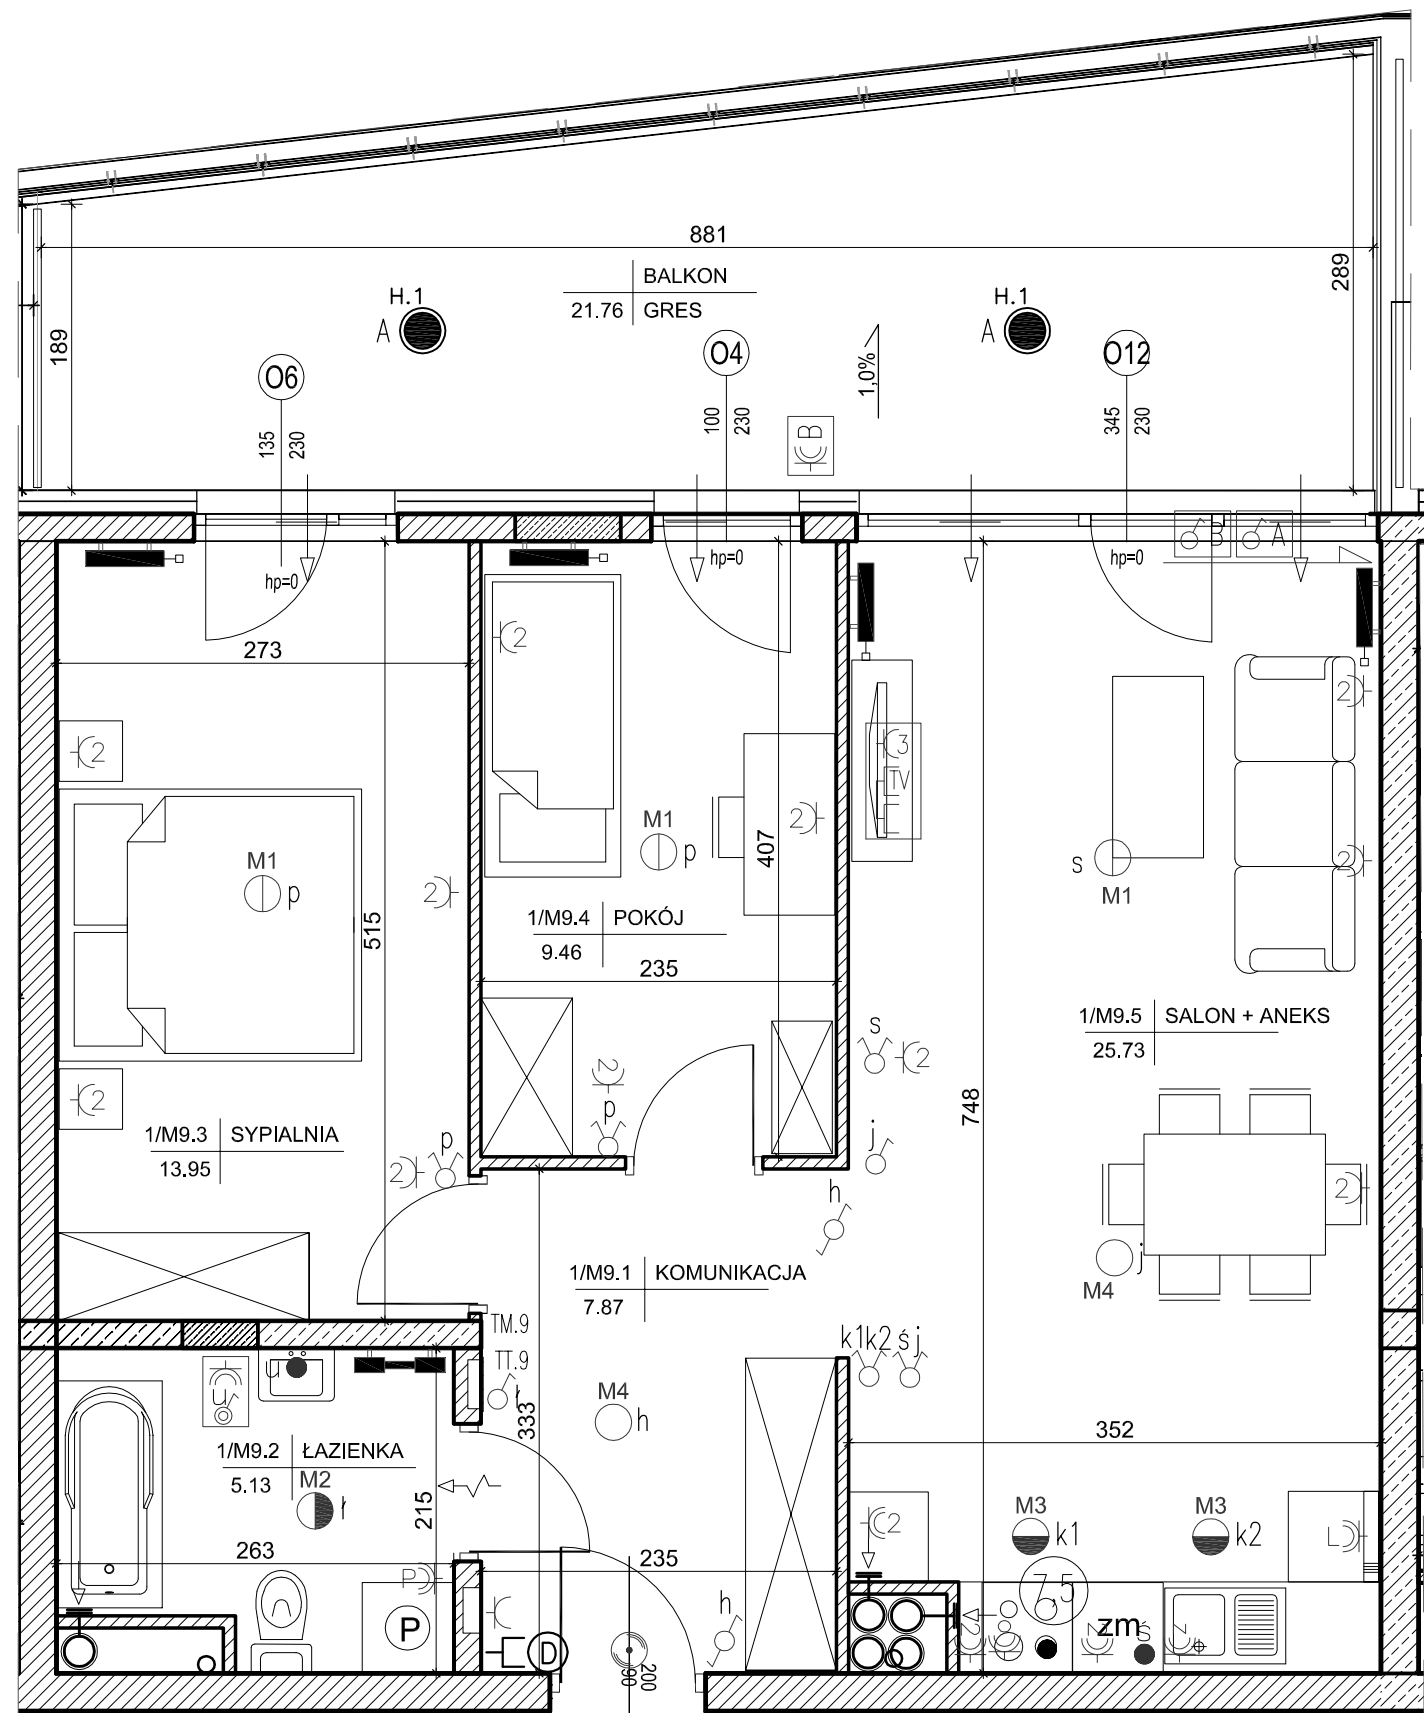 881
BALKON
21.76 GRES
289
189
H.1
A
H.1
A
O6
135
230
O4
100
230
1,0%
O12
345
230
B
B
A
hp=0
hp=0
hp=0
273
2
2
2
3
TV
2
M1
p
515
2
M1
p
2
407
s
M1
2
1/M9.4 POKÓJ
9.46
235
1/M9.5 SALON + ANEKS
25.73
s
2
2
1/M9.3 SYPIALNIA
13.95
p
2
2
p
j
748
h
2
j
M4
1/M9.1 KOMUNIKACJA
7.87
TM.9
TT.9
ł
k1k2 śj
u
333
M4
h
352
1/M9.2 ŁAZIENKA
5.13
M2
ł
215
263
235
2
M3
k1
M3
k2
L
P
P
D
h
90
200
7,5
zm
2
Z
ś
Z